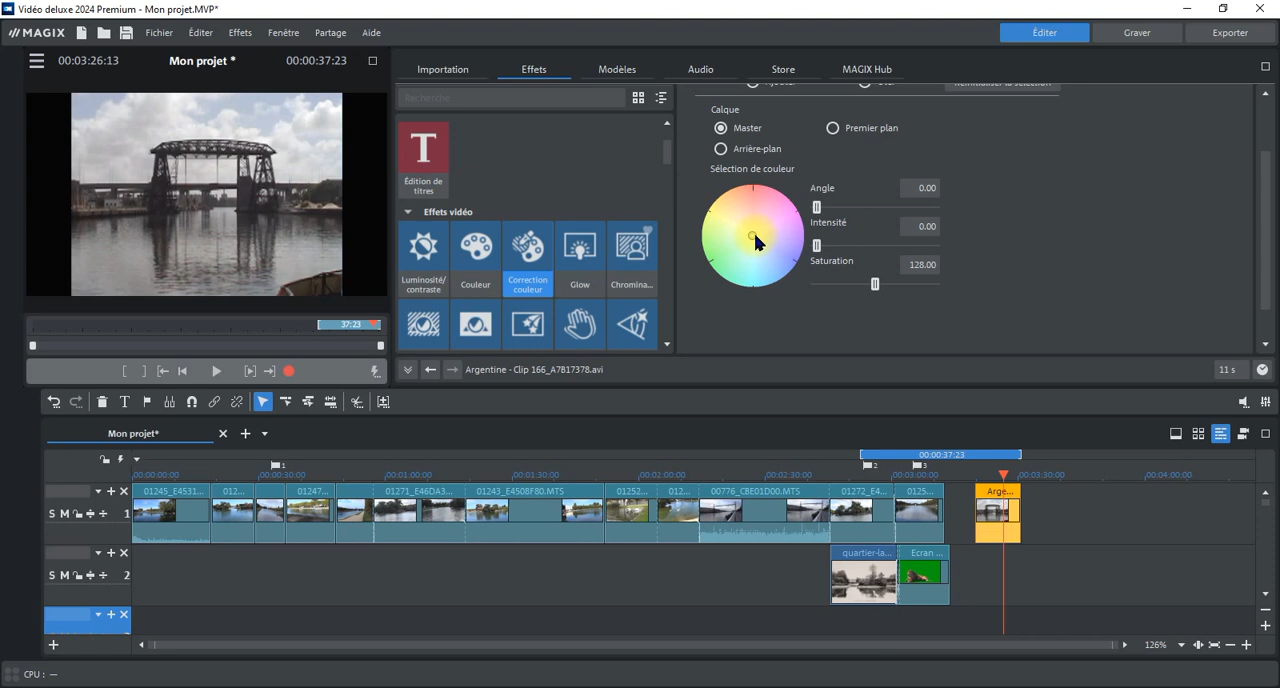 Vidéo deluxe 2024 Premium - Mon projet.MVP*
MAGIX Fichier Éditer Effets Fenêtre Partage Aide Éditer Graver Exporter
00:03:26:13 Mon projet * 00:00:37:23
Importation Effets Modèles Audio Store MAGIX Hub
Recherche
Calque
Master Premier plan
Arrière-plan
Sélection de couleur
Angle 0.00
Intensité 0.00
Saturation 128.00
T
Édition de titres
Effets vidéo
Luminosité/contraste Couleur Correction couleur Glow Chromina...
37:23
Argentine - Clip 166_A7B17378.avi 11 s
Mon projet*
00:00:37:23
1 2 3
00:00:00:00 00:00:30:00 00:01:00:00 00:01:30:00 00:02:00:00 00:02:30:00 00:03:00:00 00:03:30:00 00:04:00:00
01245_E4531... 012... 01247... 01271_E46DA3... 01243_E4508F80.MTS 01252... 012... 00776_CBE01D00.MTS 01272_E4... 0125... Arge...
S M 1
quartier-la... Ecran ...
S M 2
126%
CPU : —